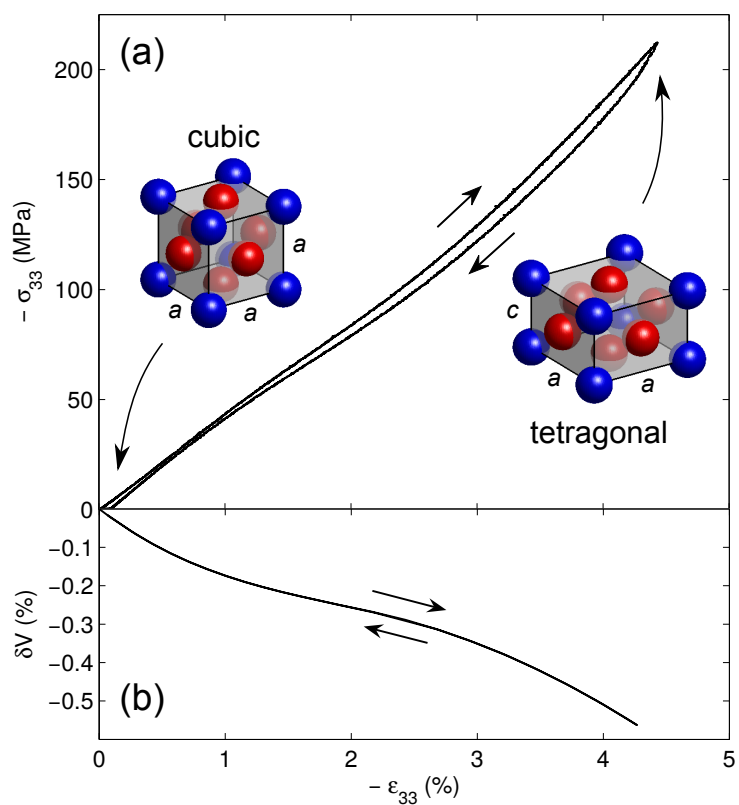 (a)
200
150
100
50
0
− σ33 (MPa)
cubic
a
a
a
c
a
a
tetragonal
−0.1
−0.2
−0.3
−0.4
−0.5
δV (%)
(b)
0
1
2
3
4
5
− ε33 (%)